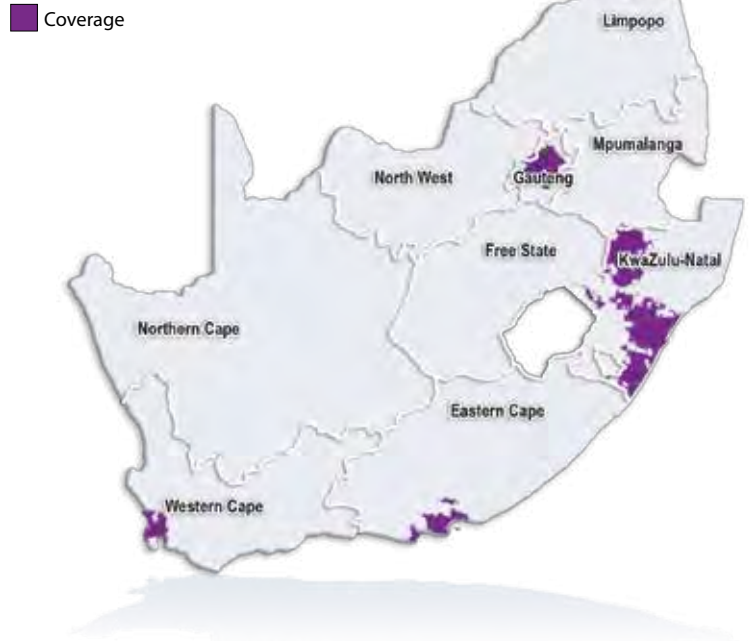 Coverage
Limpopo
Mpumalanga
North West
Gauteng
Free State
KwaZulu-Natal
Northern Cape
Eastern Cape
Western Cape